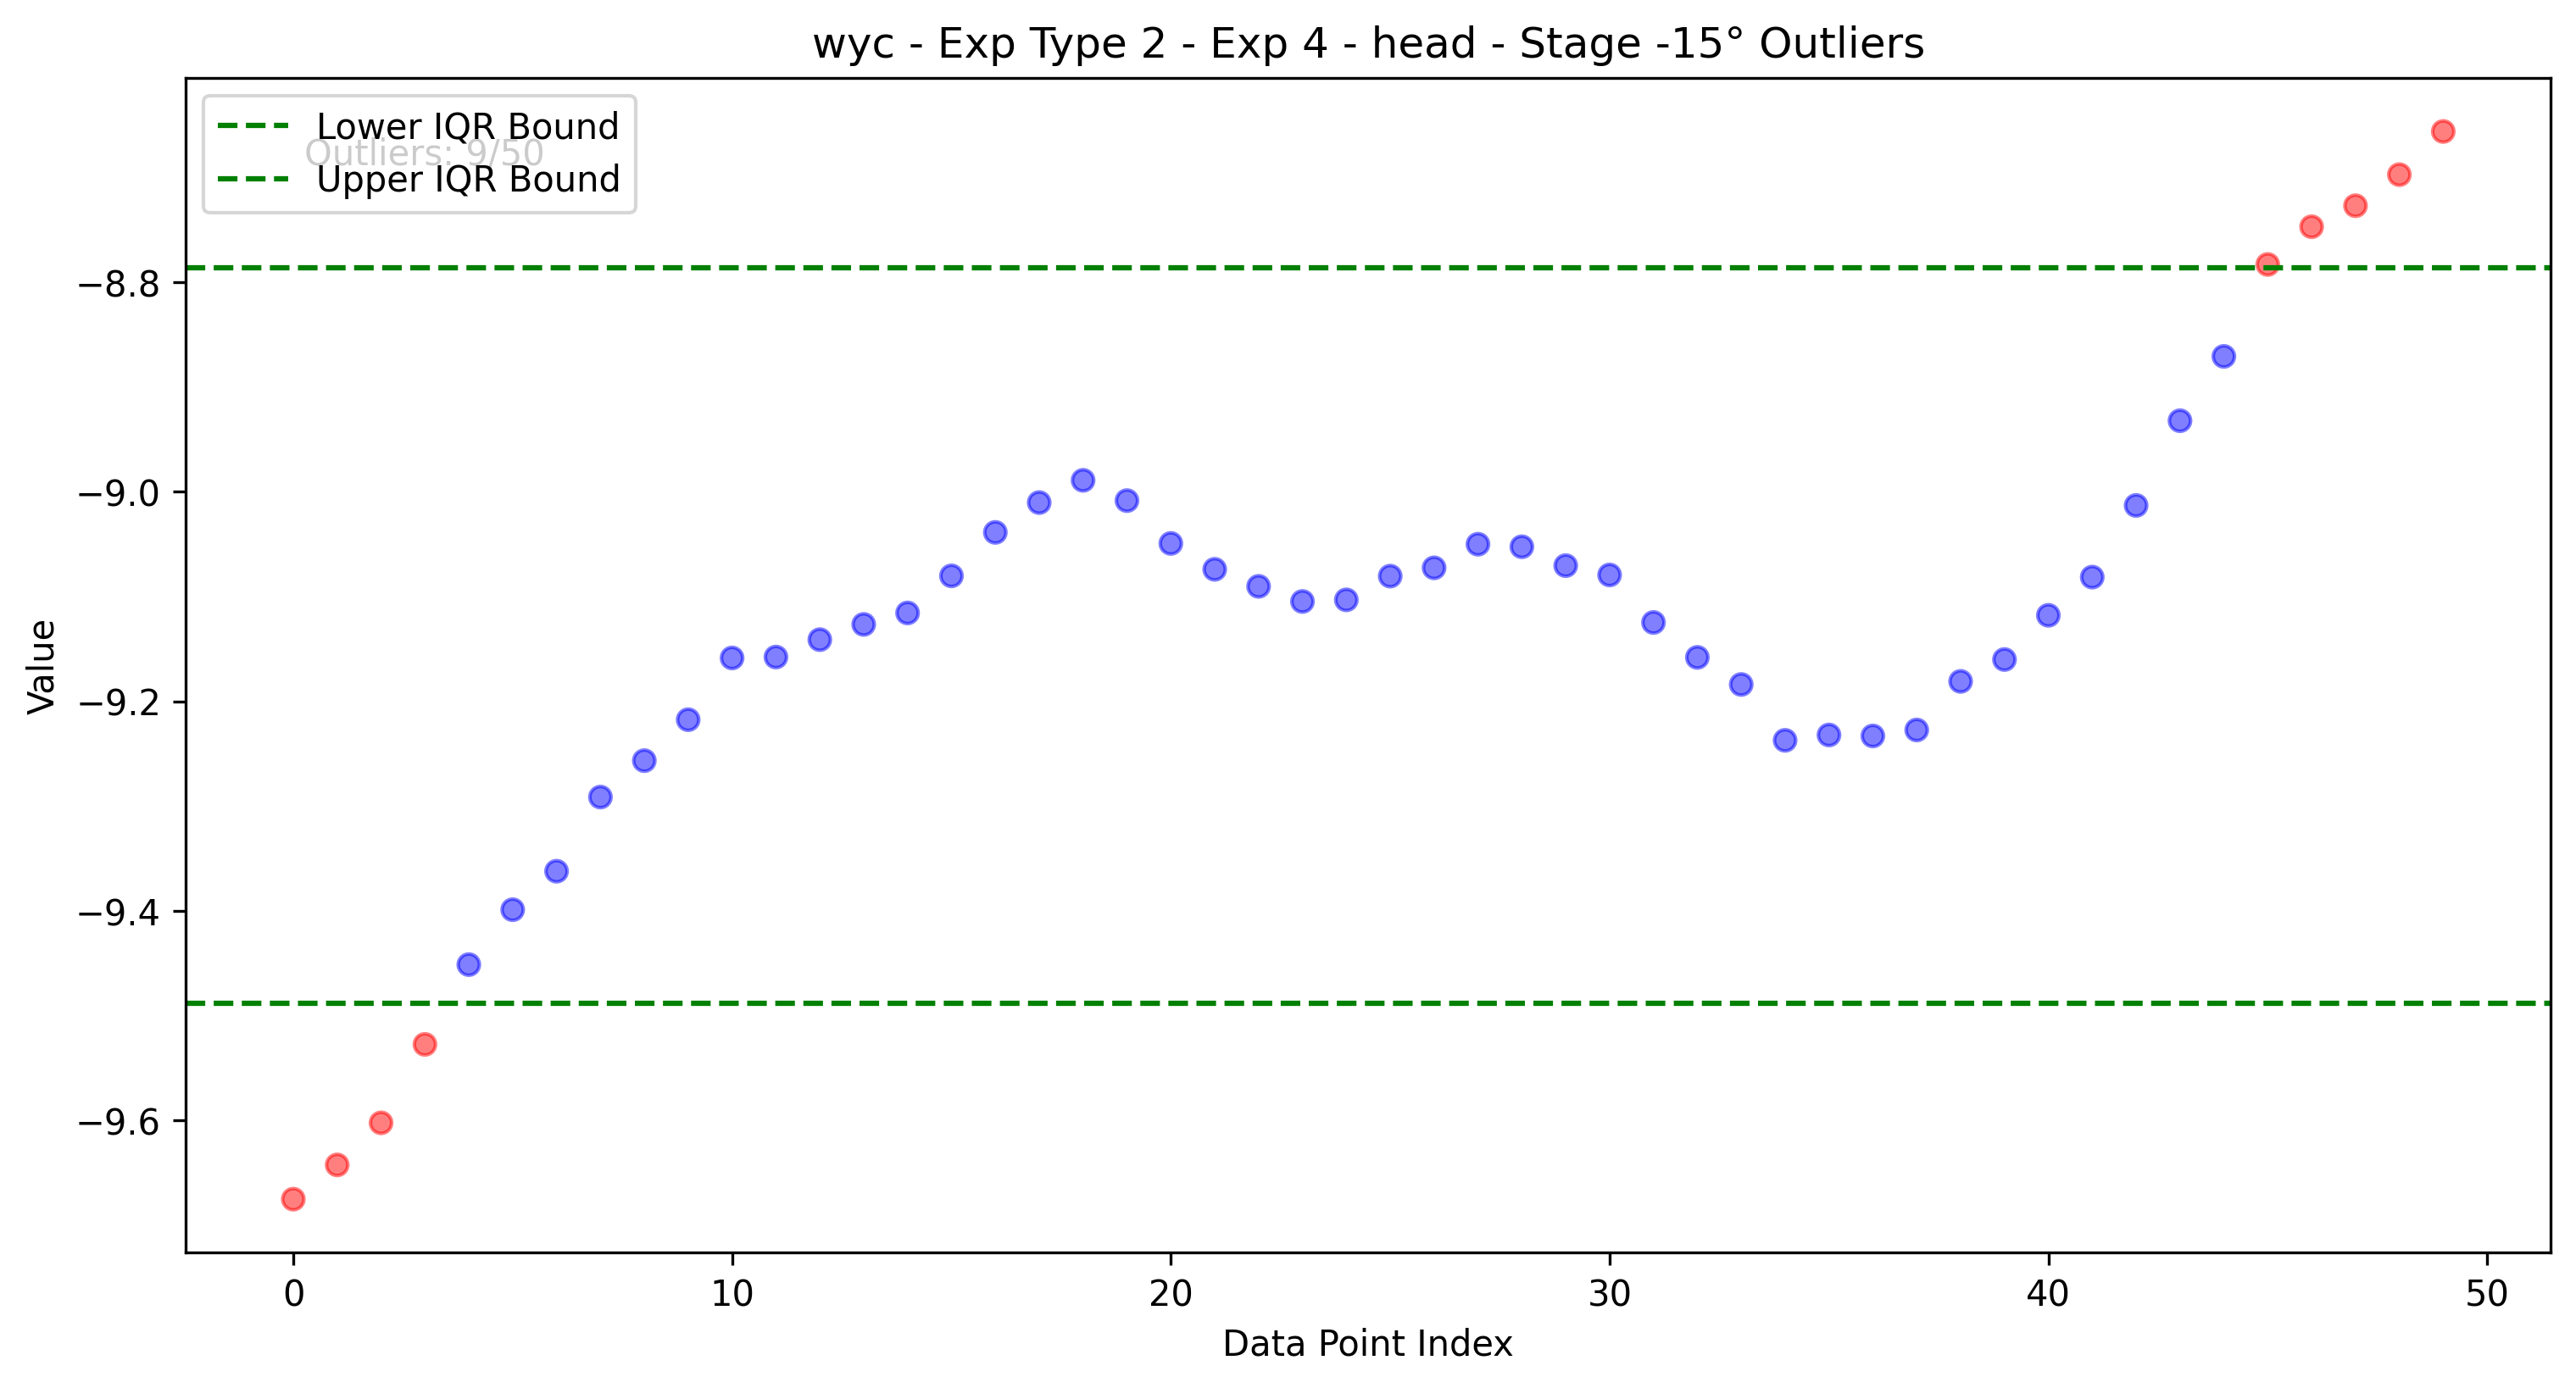 wyc - Exp Type 2 - Exp 4 - head - Stage -15° Outliers
Lower IQR Bound
Outliers: 9/50
Upper IQR Bound
−8.8
−9.0
−9.2
−9.4
−9.6
Value
0 10 20 30 40 50
Data Point Index